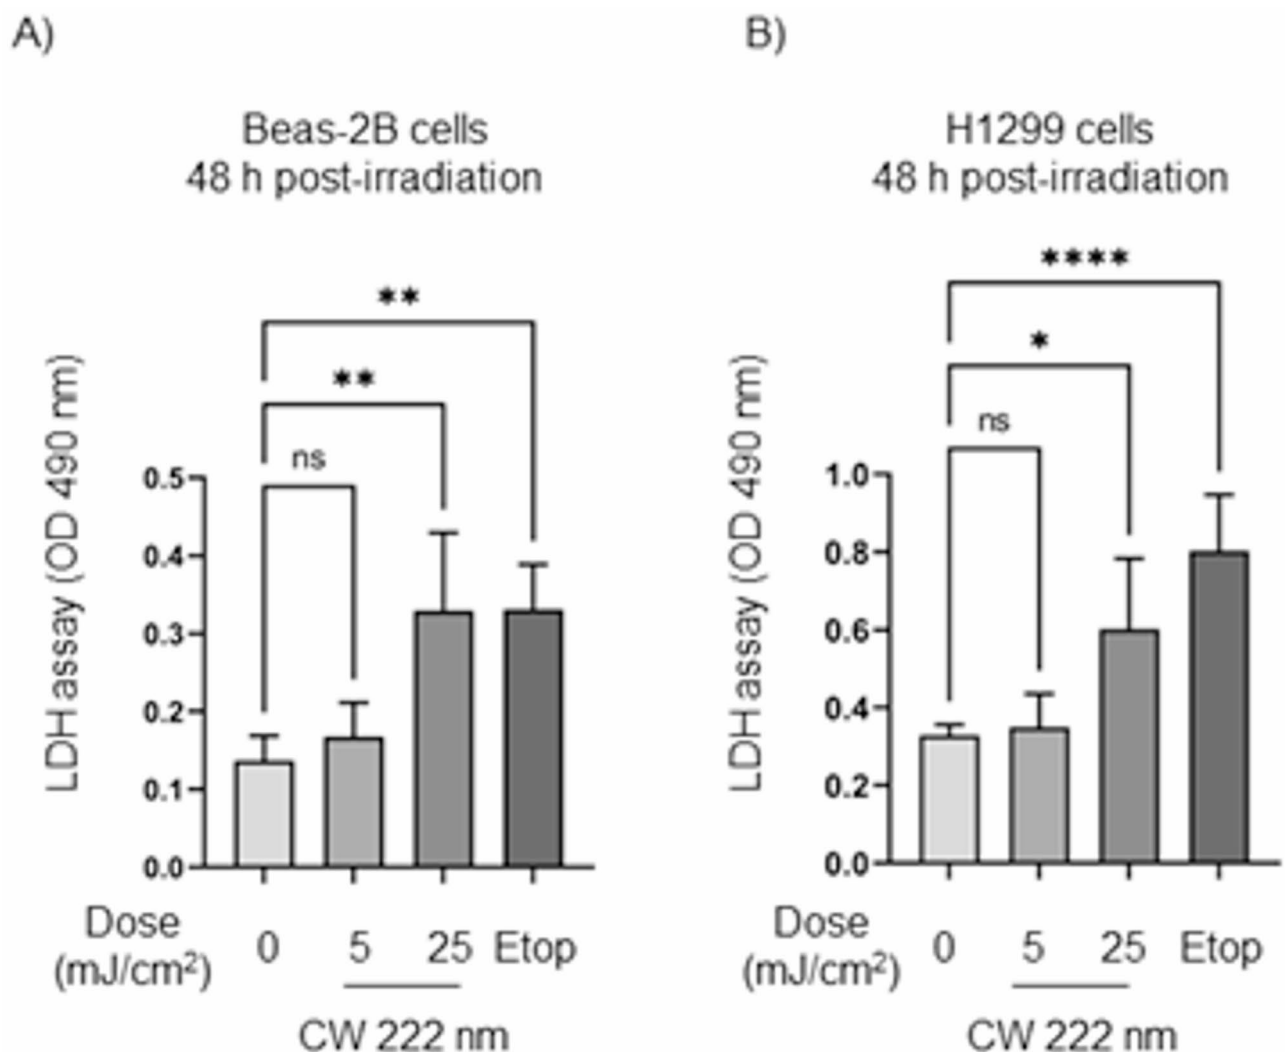 A)
Beas-2B cells
48 h post-irradiation
**
**
ns
LDH assay (OD 490 nm)
0.5
0.4
0.3
0.2
0.1
0.0
Dose
(mJ/cm²)
0 5 25 Etop
CW 222 nm
B)
H1299 cells
48 h post-irradiation
****
*
ns
LDH assay (OD 490 nm)
1.0
0.8
0.6
0.4
0.2
0.0
Dose
(mJ/cm²)
0 5 25 Etop
CW 222 nm